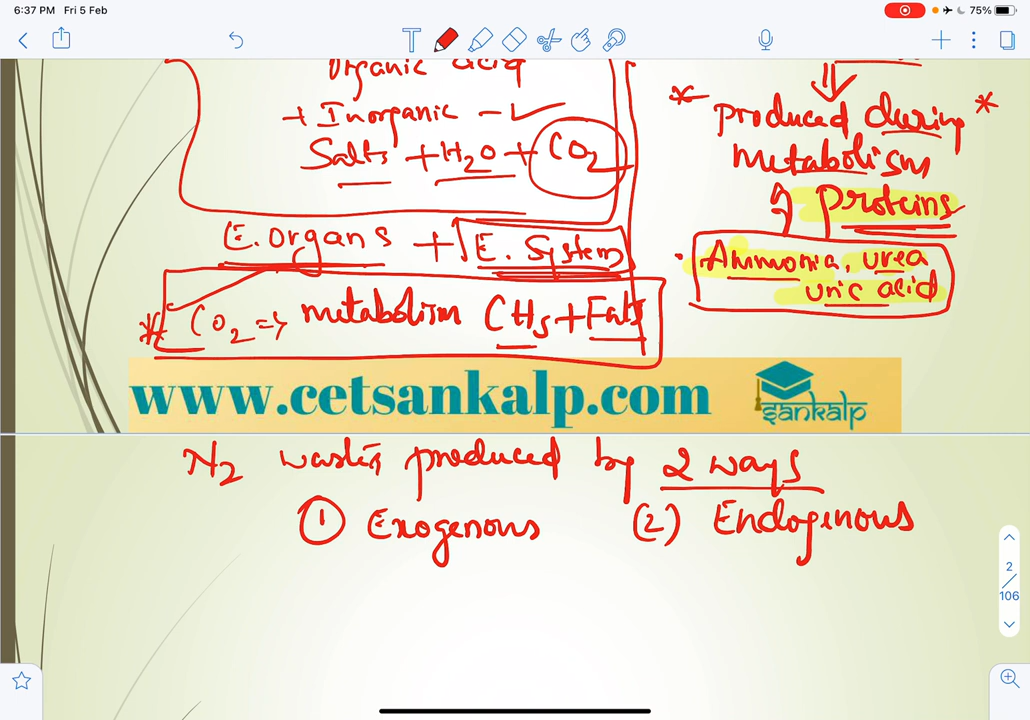 6:37 PM Fri 5 Feb
75%
Organic acid
+ Inorganic -
Salts + H2O + CO2
E. Organs + E. System
* CO2 => metabolism CHs + Fats
* Produced during *
metabolism
of proteins
Ammonia, urea
uric acid
www.cetsankalp.com
sankalp
N2 wastes produced by 2 ways
① Exogenous (2) Endogenous
2
106